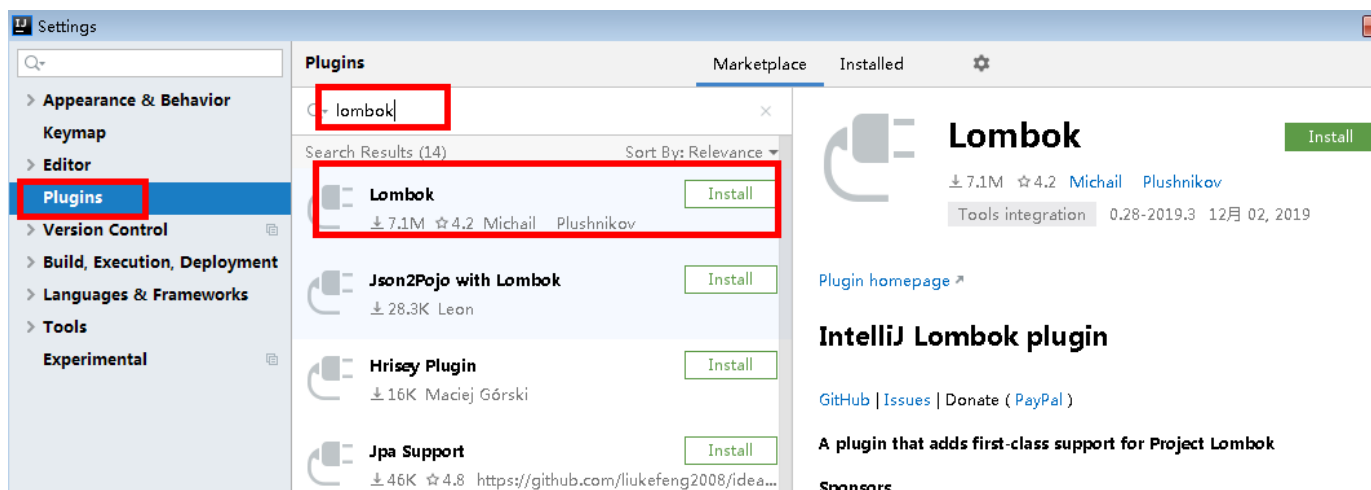 Settings
Appearance & Behavior
Keymap
Editor
Plugins
Version Control
Build, Execution, Deployment
Languages & Frameworks
Tools
Experimental
Plugins
Marketplace
Installed
lombok
Search Results (14)
Sort By: Relevance
Lombok
Install
7.1M 4.2 Michail Plushnikov
Json2Pojo with Lombok
Install
28.3K Leon
Hrisey Plugin
Install
16K Maciej Górski
Jpa Support
Install
46K 4.8 https://github.com/liukefeng2008/idea...
Lombok
Install
7.1M 4.2 Michail Plushnikov
Tools integration 0.28-2019.3 12月 02, 2019
Plugin homepage
IntelliJ Lombok plugin
GitHub | Issues | Donate ( PayPal )
A plugin that adds first-class support for Project Lombok
Sponsors